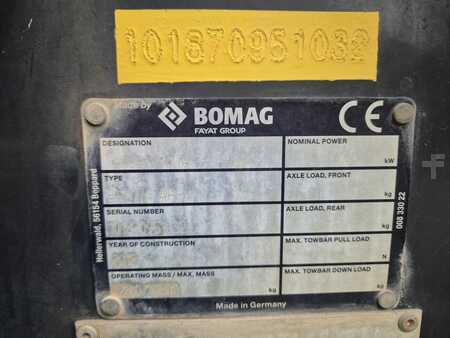 101870951032
Made by BOMAG CE
FAYAT GROUP
DESIGNATION
NOMINAL POWER
kW
TYPE
AXLE LOAD, FRONT
kg
SERIAL NUMBER
AXLE LOAD, REAR
kg
YEAR OF CONSTRUCTION
MAX. TOWBAR PULL LOAD
N
OPERATING MASS / MAX. MASS
kg
MAX. TOWBAR DOWN LOAD
kg
Made in Germany
Hellerwald, 56154 Boppard
008 330 22